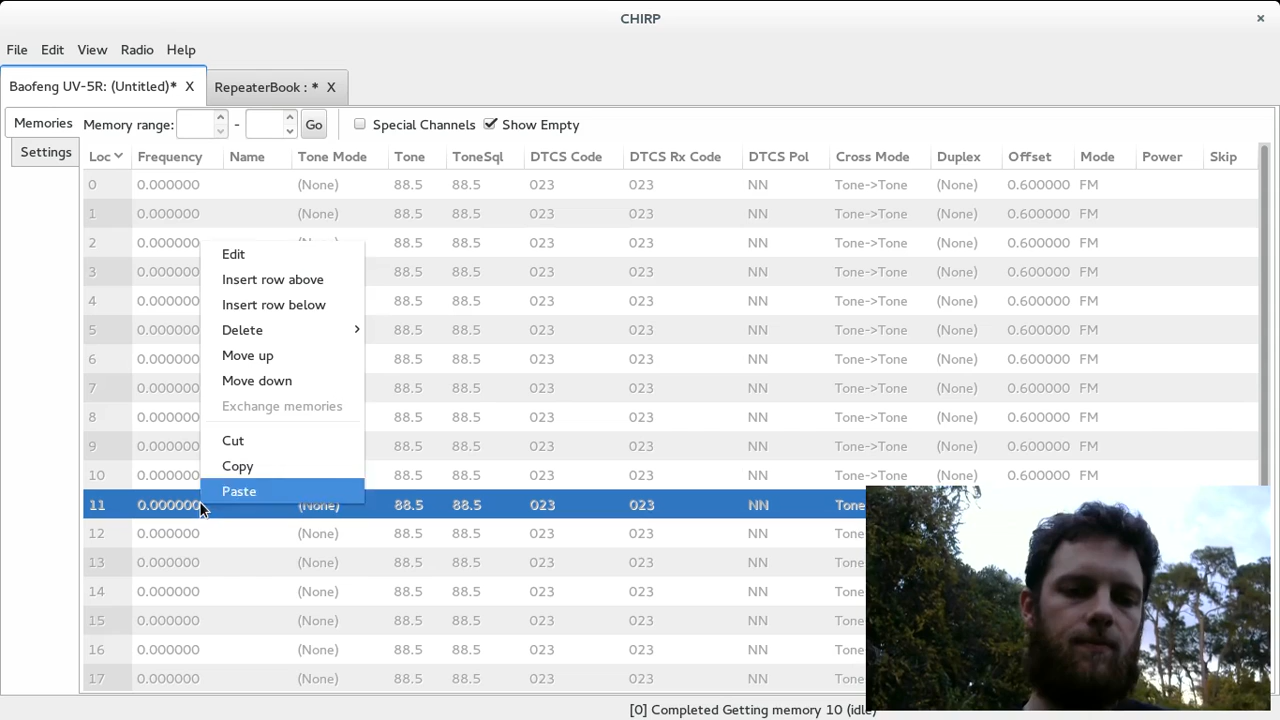 CHIRP ×
File Edit View Radio Help
Baofeng UV-5R: (Untitled)* X RepeaterBook : * X
Memories Memory range: - Go Special Channels Show Empty
Settings
Loc Frequency Name Tone Mode Tone ToneSql DTCS Code DTCS Rx Code DTCS Pol Cross Mode Duplex Offset Mode Power Skip
0 0.000000 (None) 88.5 88.5 023 023 NN Tone->Tone (None) 0.600000 FM
1 0.000000 (None) 88.5 88.5 023 023 NN Tone->Tone (None) 0.600000 FM
2 0.000000 (None) 88.5 88.5 023 023 NN Tone->Tone (None) 0.600000 FM
3 0.000000 88.5 88.5 023 023 NN Tone->Tone (None) 0.600000 FM
4 0.000000 88.5 88.5 023 023 NN Tone->Tone (None) 0.600000 FM
5 0.000000 88.5 88.5 023 023 NN Tone->Tone (None) 0.600000 FM
6 0.000000 88.5 88.5 023 023 NN Tone->Tone (None) 0.600000 FM
7 0.000000 88.5 88.5 023 023 NN Tone->Tone (None) 0.600000 FM
8 0.000000 88.5 88.5 023 023 NN Tone->Tone (None) 0.600000 FM
9 0.000000 88.5 88.5 023 023 NN Tone->Tone (None) 0.600000 FM
10 0.000000 88.5 88.5 023 023 NN Tone->Tone (None) 0.600000 FM
11 0.000000 (None) 88.5 88.5 023 023 NN Tone
12 0.000000 (None) 88.5 88.5 023 023 NN Tone
13 0.000000 (None) 88.5 88.5 023 023 NN Tone
14 0.000000 (None) 88.5 88.5 023 023 NN Tone
15 0.000000 (None) 88.5 88.5 023 023 NN Tone
16 0.000000 (None) 88.5 88.5 023 023 NN Tone
17 0.000000 (None) 88.5 88.5 023 023 NN Tone
Edit
Insert row above
Insert row below
Delete
Move up
Move down
Exchange memories
Cut
Copy
Paste
[0] Completed Getting memory 10 (idle)